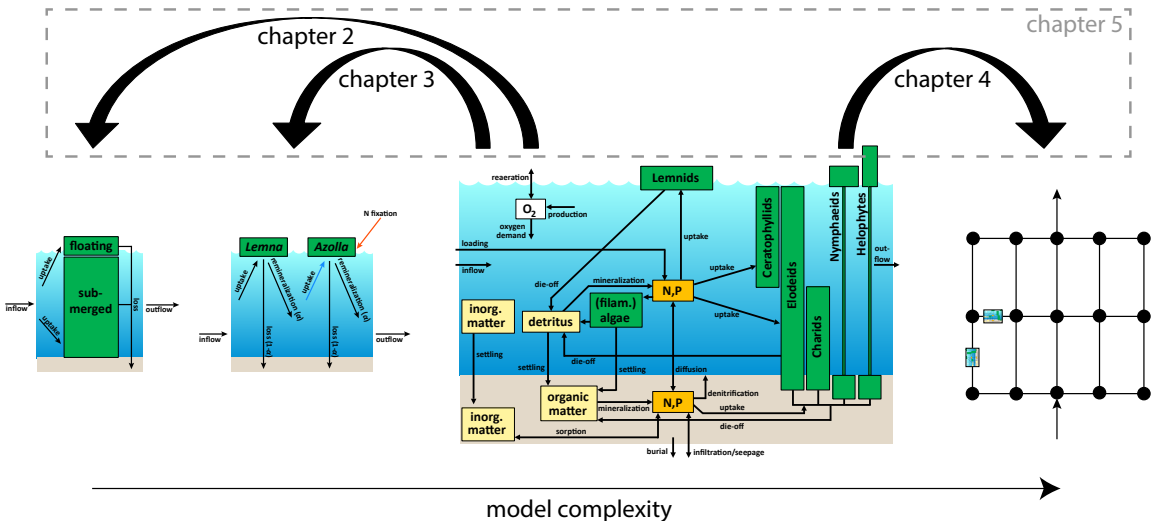 chapter 2
chapter 3
chapter 5
chapter 4
floating
uptake
sub-
merged
uptake
loss
inflow
outflow
N fixation
Lemna
Azolla
uptake
remineralization (α)
uptake
remineralization (α)
loss (1-α)
loss (1-α)
inflow
outflow
reaeration
O2
production
oxygen
demand
Lemnids
loading
inflow
uptake
uptake
mineralization
N,P
die-off
uptake
inorg.
matter
detritus
(filam.)
algae
settling
settling
die-off
settling
diffusion
Ceratophyllids
Elodeids
Charids
Nymphaeids
Helophytes
out-
flow
organic
matter
mineralization
N,P
denitrification
uptake
die-off
inorg.
matter
sorption
burial
infiltration/seepage
model complexity